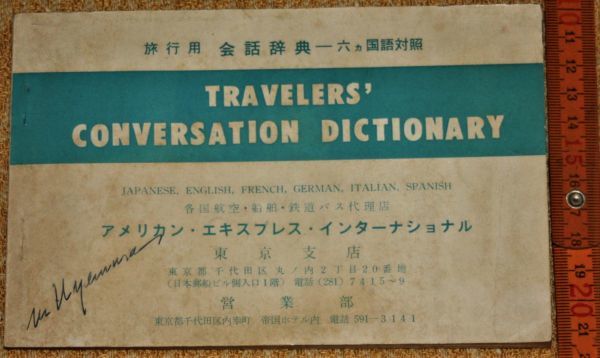 旅行用 会話辞典―六ヵ国語対照
TRAVELERS'
CONVERSATION DICTIONARY
JAPANESE, ENGLISH, FRENCH, GERMAN, ITALIAN, SPANISH
各国航空・船舶・鉄道バス代理店
アメリカン・エキスプレス・インターナショナル
東京支店
東京都千代田区丸ノ内2丁目20番地
(日本郵船ビル側入口1階) 電話(281)7415~9
営業部
東京都千代田区内幸町 帝国ホテル内 電話 591-3141
10
11
12
13
14
15
16
17
18
19
20
21